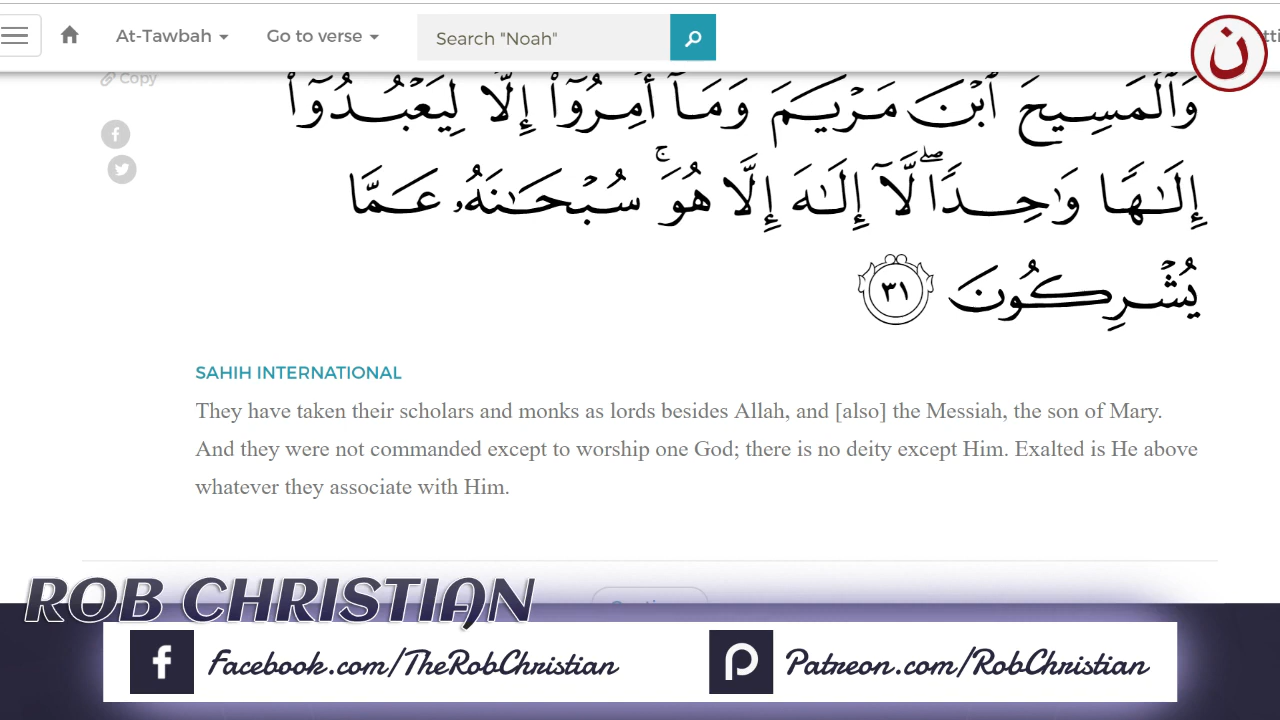 At-Tawbah
Go to verse
Search "Noah"
ن
Copy
وَٱلْمَسِيحَ ٱبْنَ مَرْيَمَ وَمَآ أُمِرُوٓا۟ إِلَّا لِيَعْبُدُوٓا۟
إِلَـٰهًا وَٰحِدًا ۖ لَّآ إِلَـٰهَ إِلَّا هُوَ ۚ سُبْحَـٰنَهُۥ عَمَّا
يُشْرِكُونَ ٣١
SAHIH INTERNATIONAL
They have taken their scholars and monks as lords besides Allah, and [also] the Messiah, the son of Mary.
And they were not commanded except to worship one God; there is no deity except Him. Exalted is He above
whatever they associate with Him.
ROB CHRISTIAN
Facebook.com/TheRobChristian
Patreon.com/RobChristian